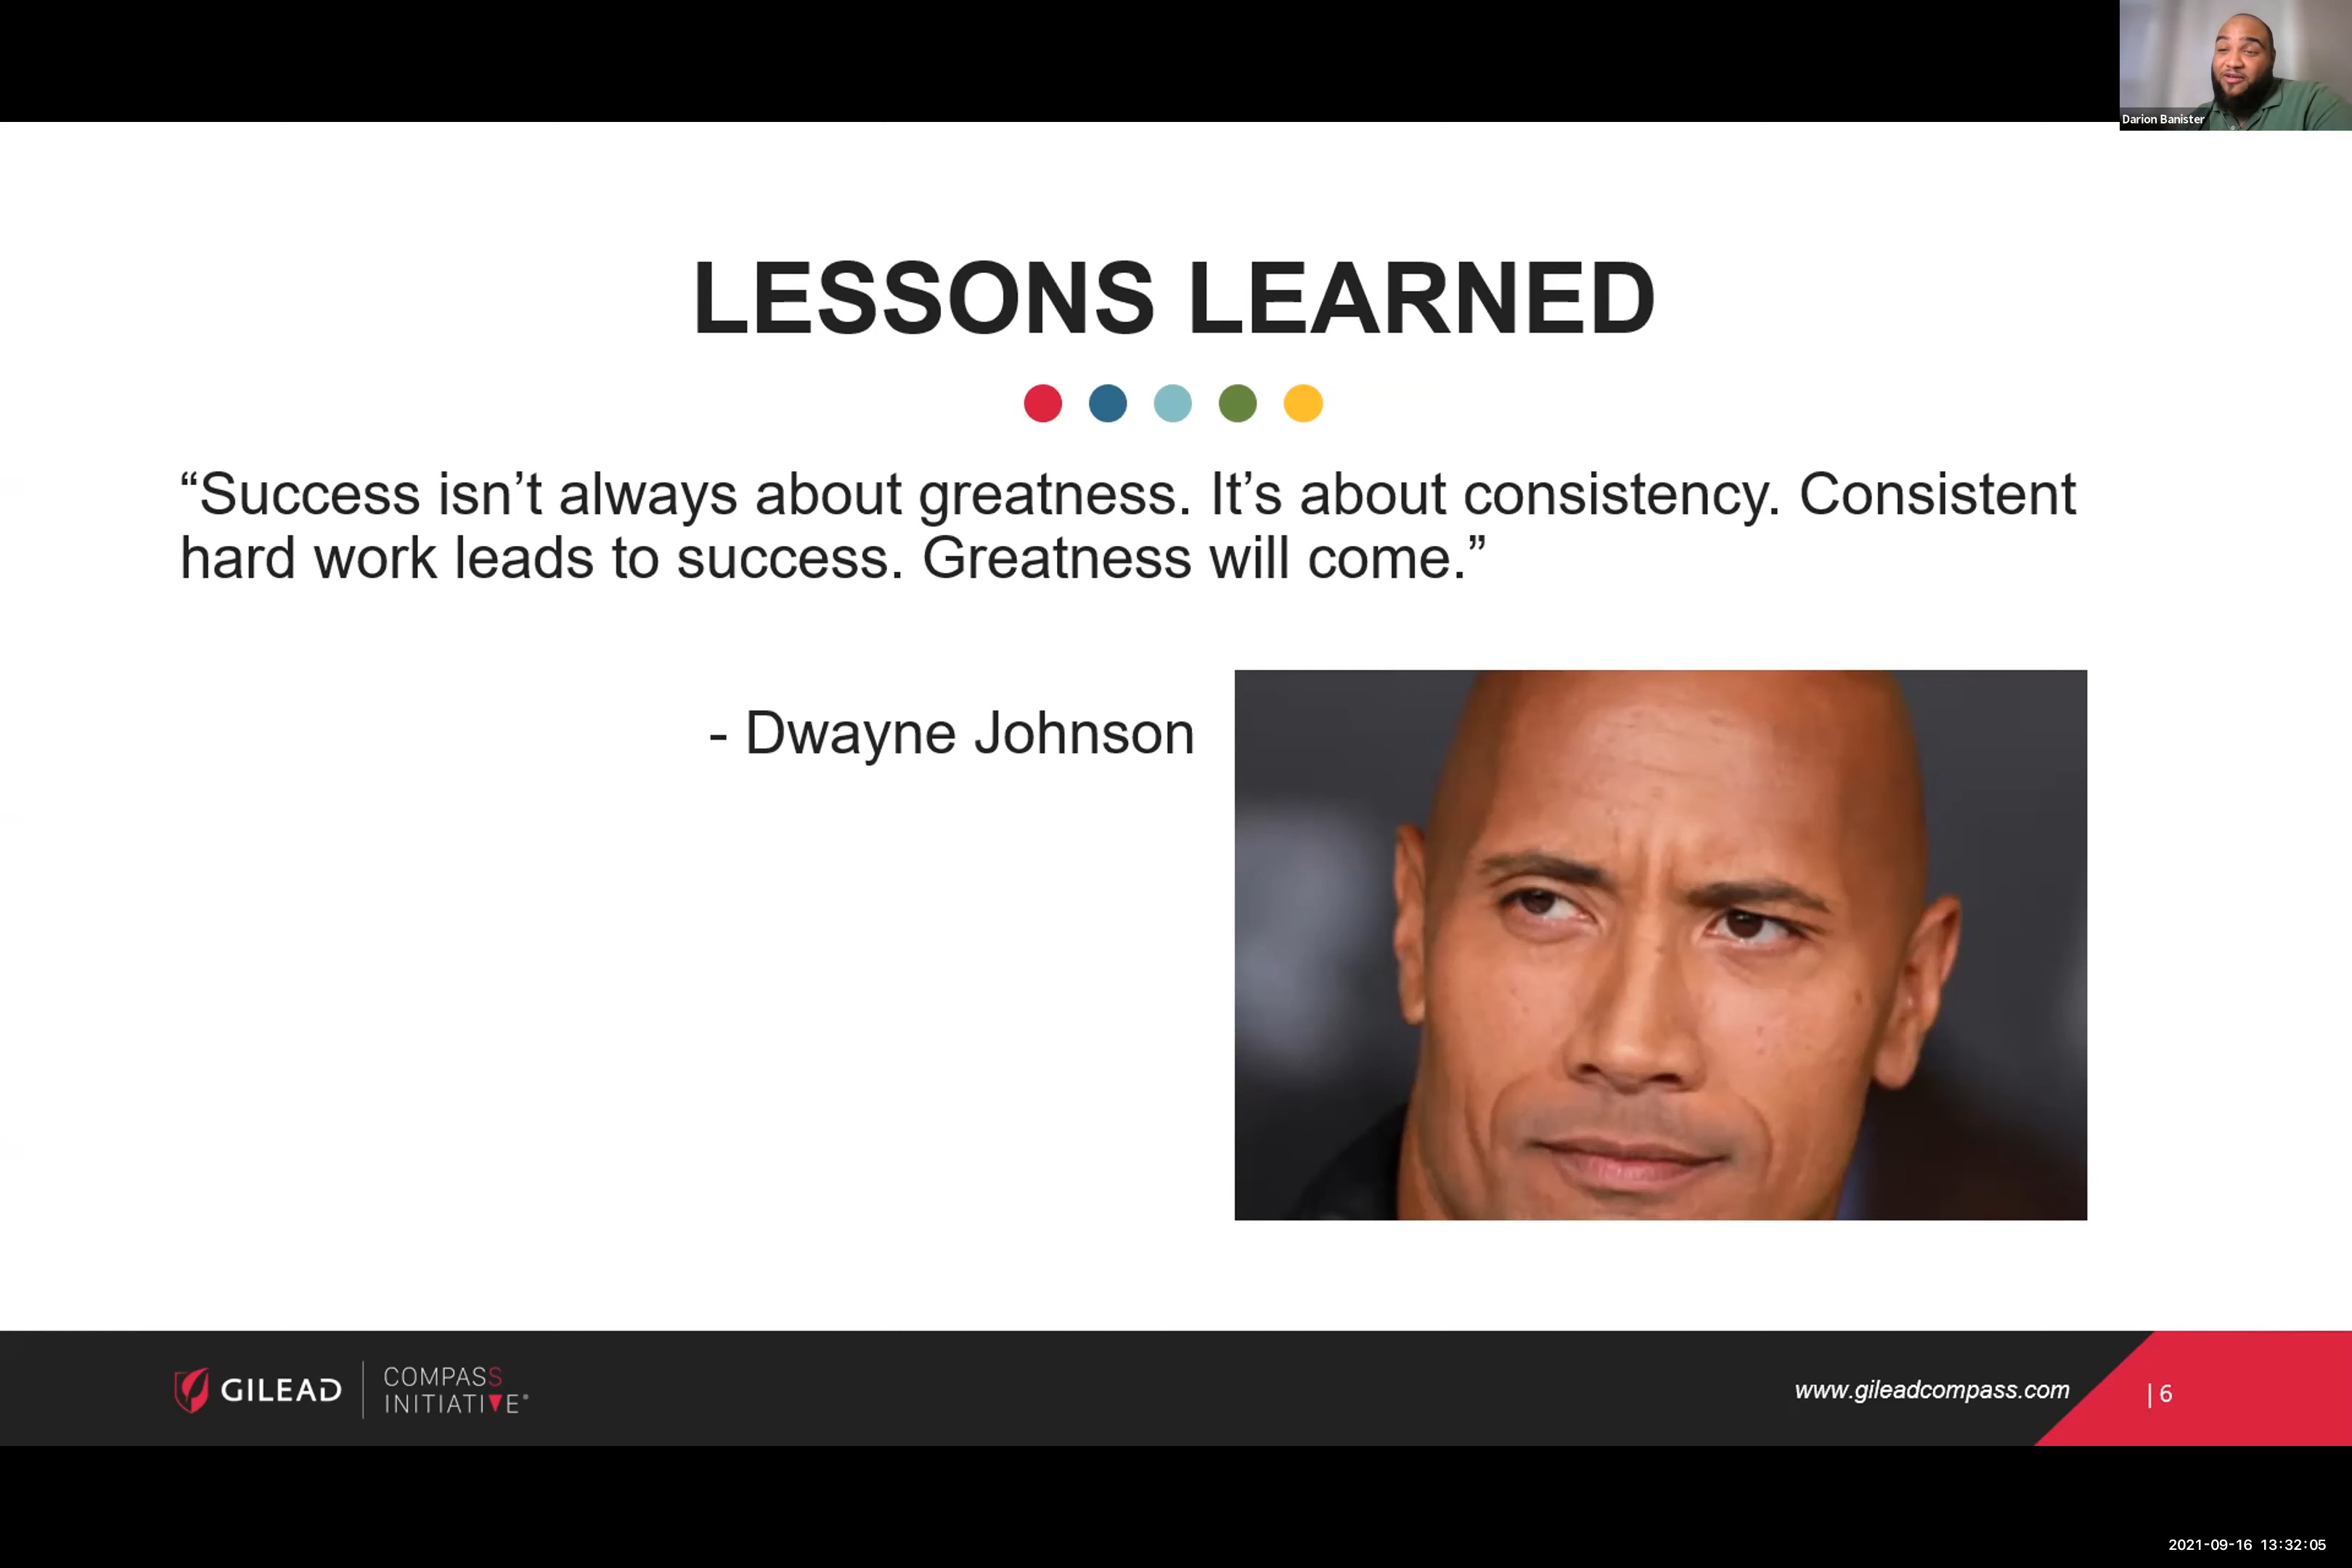 Darion Banister
LESSONS LEARNED
“Success isn’t always about greatness. It’s about consistency. Consistent
hard work leads to success. Greatness will come.”
- Dwayne Johnson
GILEAD
COMPASS
INITIATIVE®
www.gileadcompass.com
| 6
2021-09-16 13:32:05